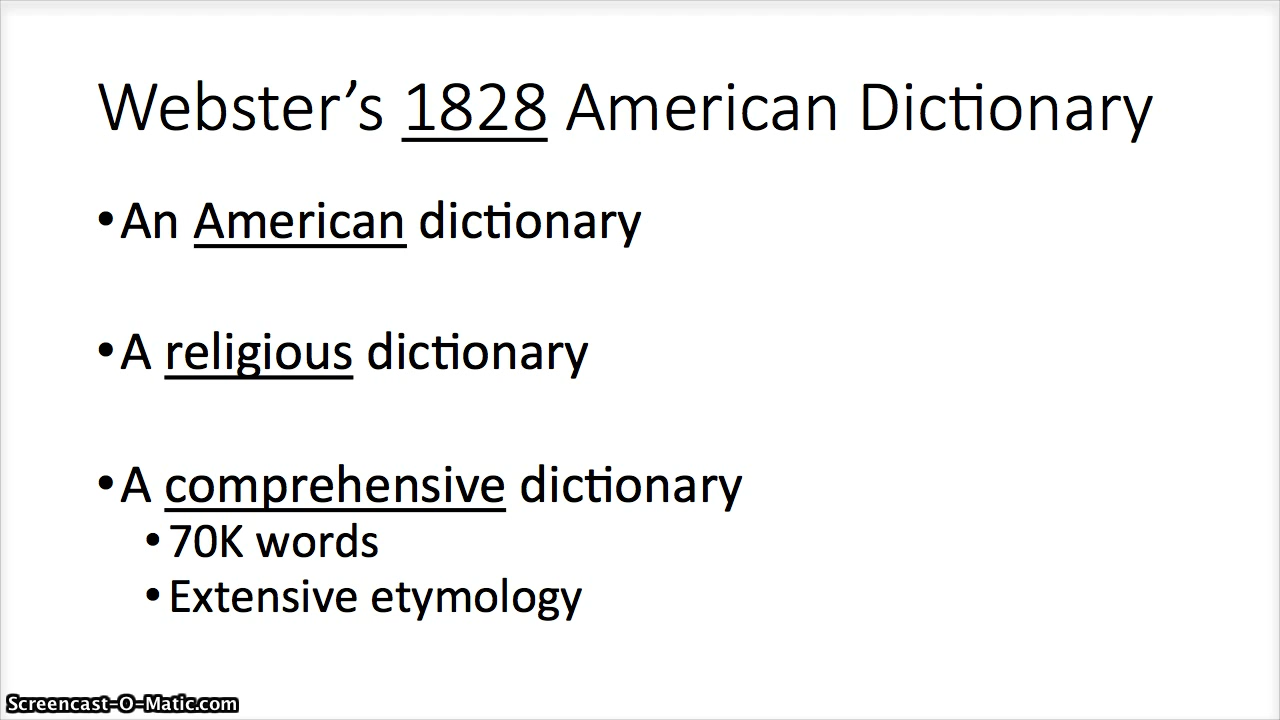 Webster’s 1828 American Dictionary
•An American dictionary
•A religious dictionary
•A comprehensive dictionary
•70K words
•Extensive etymology
Screencast-O-Matic.com